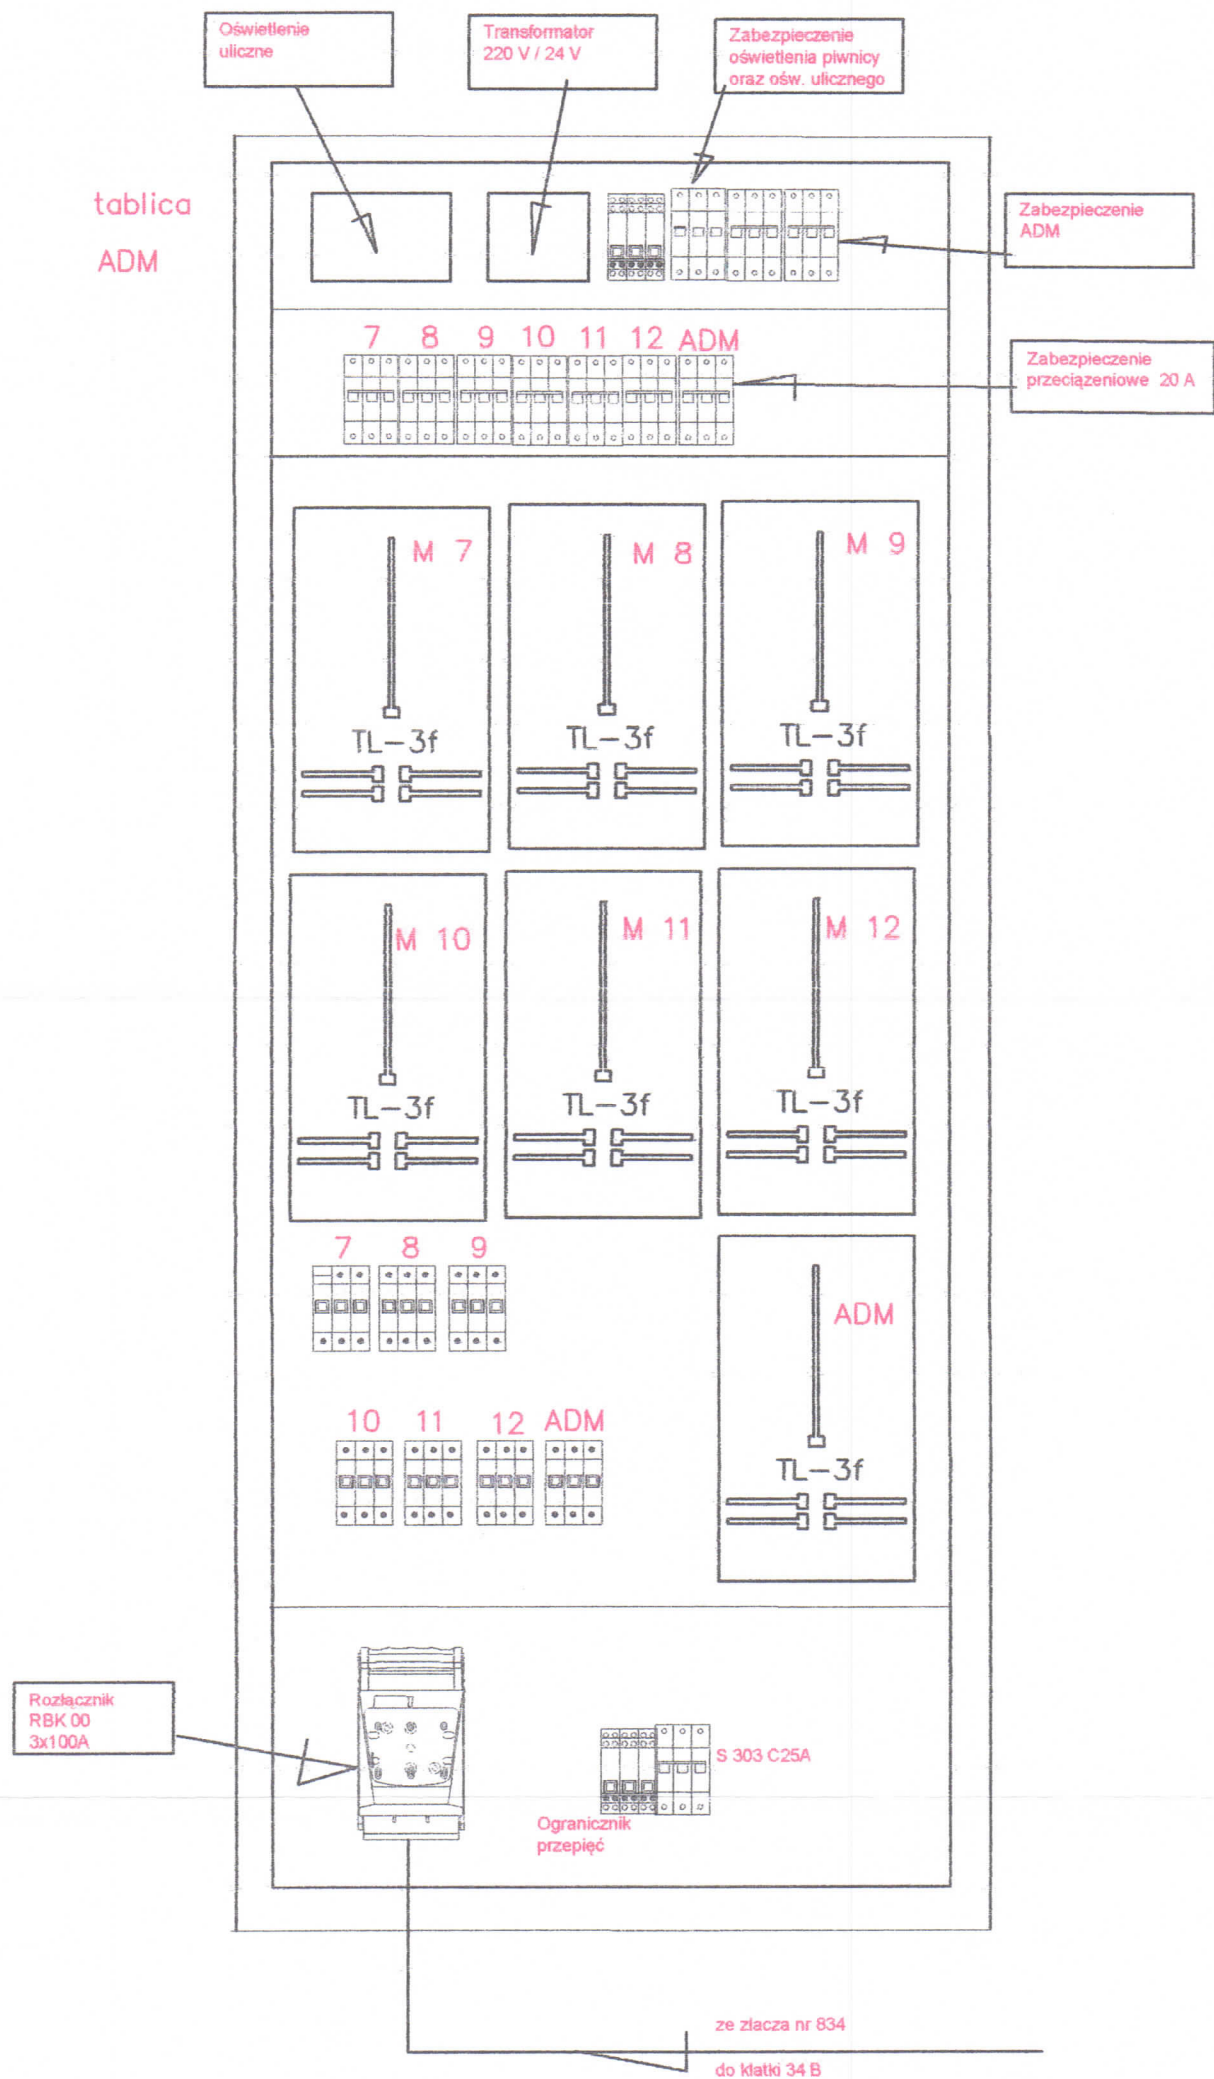 Oświetlenie
uliczne
Transformator
220 V / 24 V
Zabezpieczenie
oświetlenia piwnicy
oraz ośw. ulicznego
tablica
ADM
Zabezpieczenie
ADM
7 8 9 10 11 12 ADM
Zabezpieczenie
przeciązeniowe 20 A
M 7
TL-3f
M 8
TL-3f
M 9
TL-3f
M 10
TL-3f
M 11
TL-3f
M 12
TL-3f
7 8 9
ADM
TL-3f
10 11 12 ADM
Rozłącznik
RBK 00
3x100A
S 303 C25A
Ogranicznik
przepięć
ze zlacza nr 834
do klatki 34 B